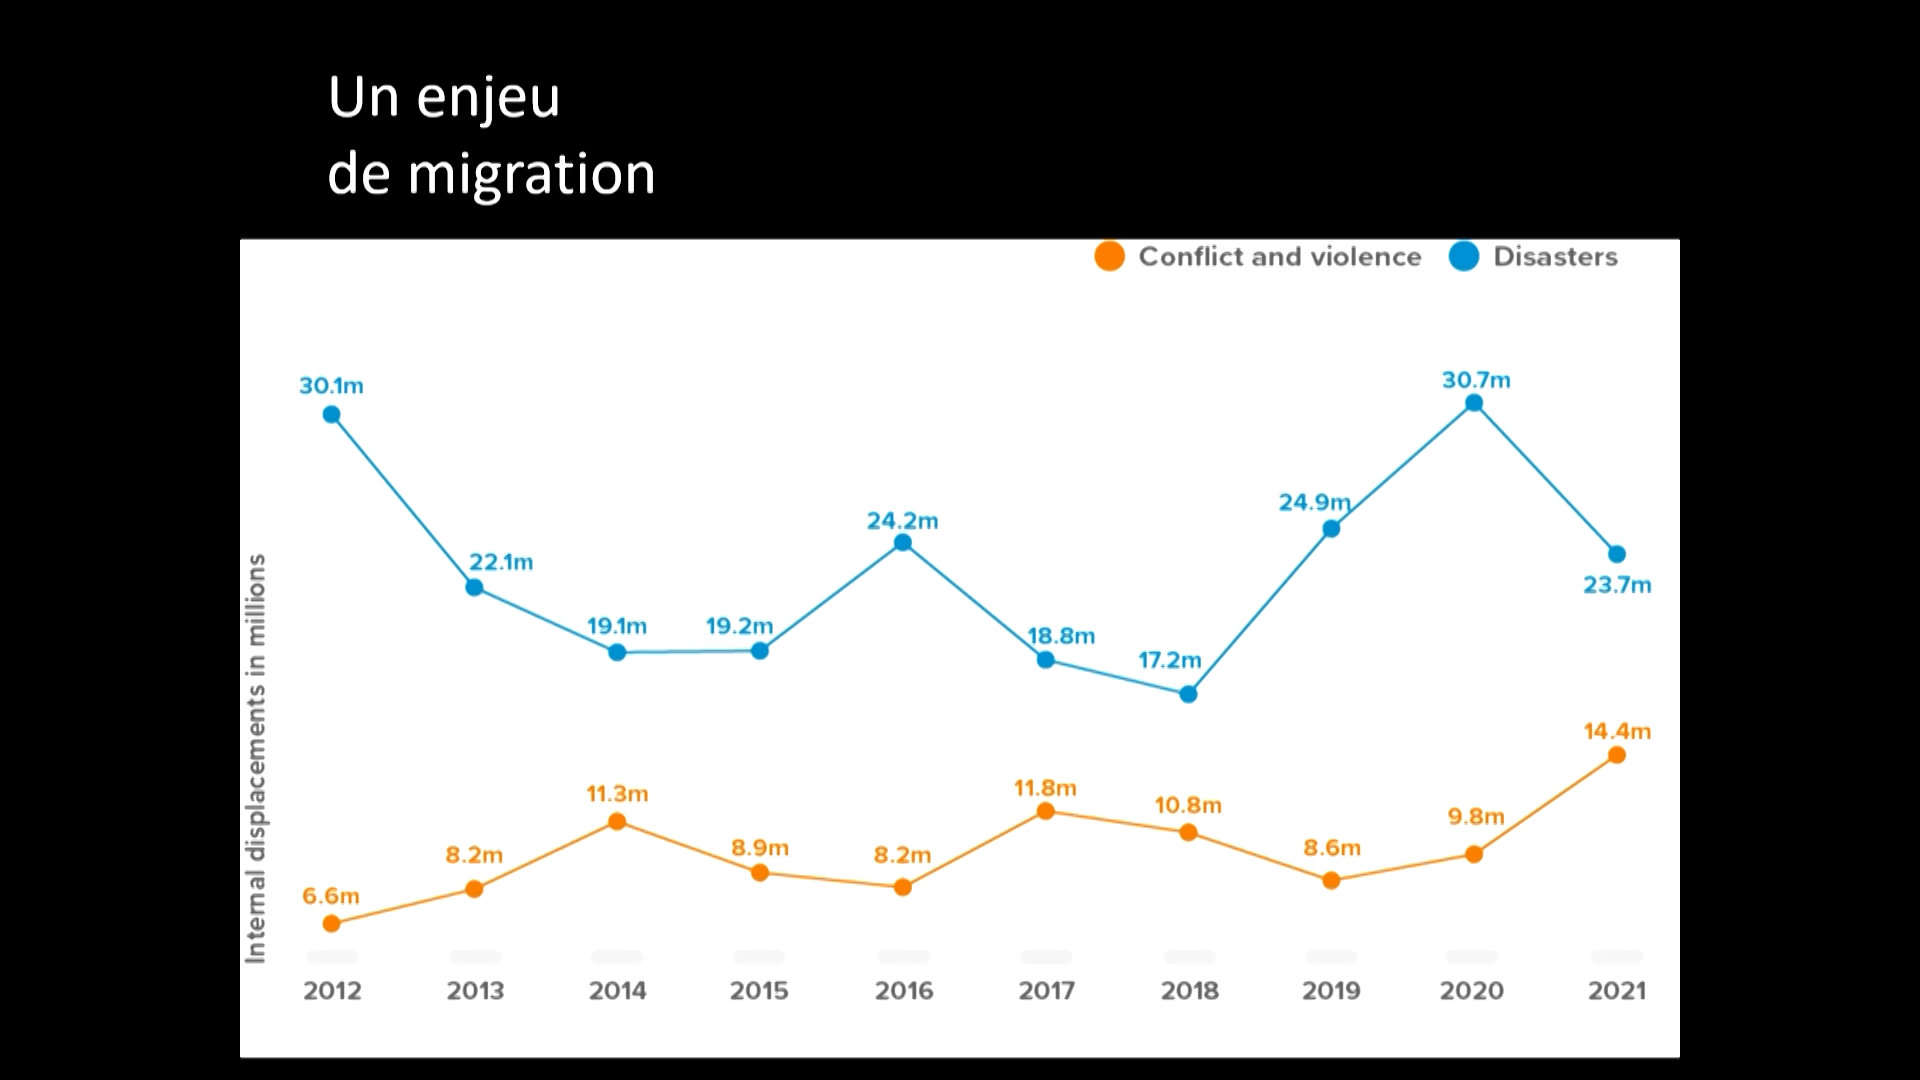 Un enjeu
de migration
Conflict and violence
Disasters
Internal displacements in millions
30.1m
22.1m
19.1m
19.2m
24.2m
18.8m
17.2m
24.9m
30.7m
23.7m
6.6m
8.2m
11.3m
8.9m
8.2m
11.8m
10.8m
8.6m
9.8m
14.4m
2012
2013
2014
2015
2016
2017
2018
2019
2020
2021